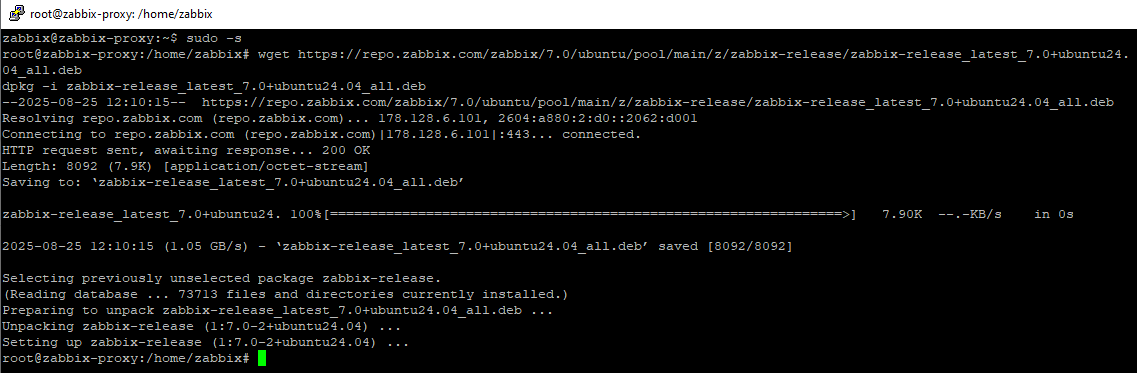 root@zabbix-proxy: /home/zabbix
zabbix@zabbix-proxy:~$ sudo -s
root@zabbix-proxy:/home/zabbix# wget https://repo.zabbix.com/zabbix/7.0/ubuntu/pool/main/z/zabbix-release/zabbix-release_latest_7.0+ubuntu24.
04_all.deb
dpkg -i zabbix-release_latest_7.0+ubuntu24.04_all.deb
--2025-08-25 12:10:15--  https://repo.zabbix.com/zabbix/7.0/ubuntu/pool/main/z/zabbix-release/zabbix-release_latest_7.0+ubuntu24.04_all.deb
Resolving repo.zabbix.com (repo.zabbix.com)... 178.128.6.101, 2604:a880:2:d0::2062:d001
Connecting to repo.zabbix.com (repo.zabbix.com)|178.128.6.101|:443... connected.
HTTP request sent, awaiting response... 200 OK
Length: 8092 (7.9K) [application/octet-stream]
Saving to: ‘zabbix-release_latest_7.0+ubuntu24.04_all.deb’
zabbix-release_latest_7.0+ubuntu24. 100%[================================================================>]   7.90K  --.-KB/s    in 0s
2025-08-25 12:10:15 (1.05 GB/s) - ‘zabbix-release_latest_7.0+ubuntu24.04_all.deb’ saved [8092/8092]
Selecting previously unselected package zabbix-release.
(Reading database ... 73713 files and directories currently installed.)
Preparing to unpack zabbix-release_latest_7.0+ubuntu24.04_all.deb ...
Unpacking zabbix-release (1:7.0-2+ubuntu24.04) ...
Setting up zabbix-release (1:7.0-2+ubuntu24.04) ...
root@zabbix-proxy:/home/zabbix#